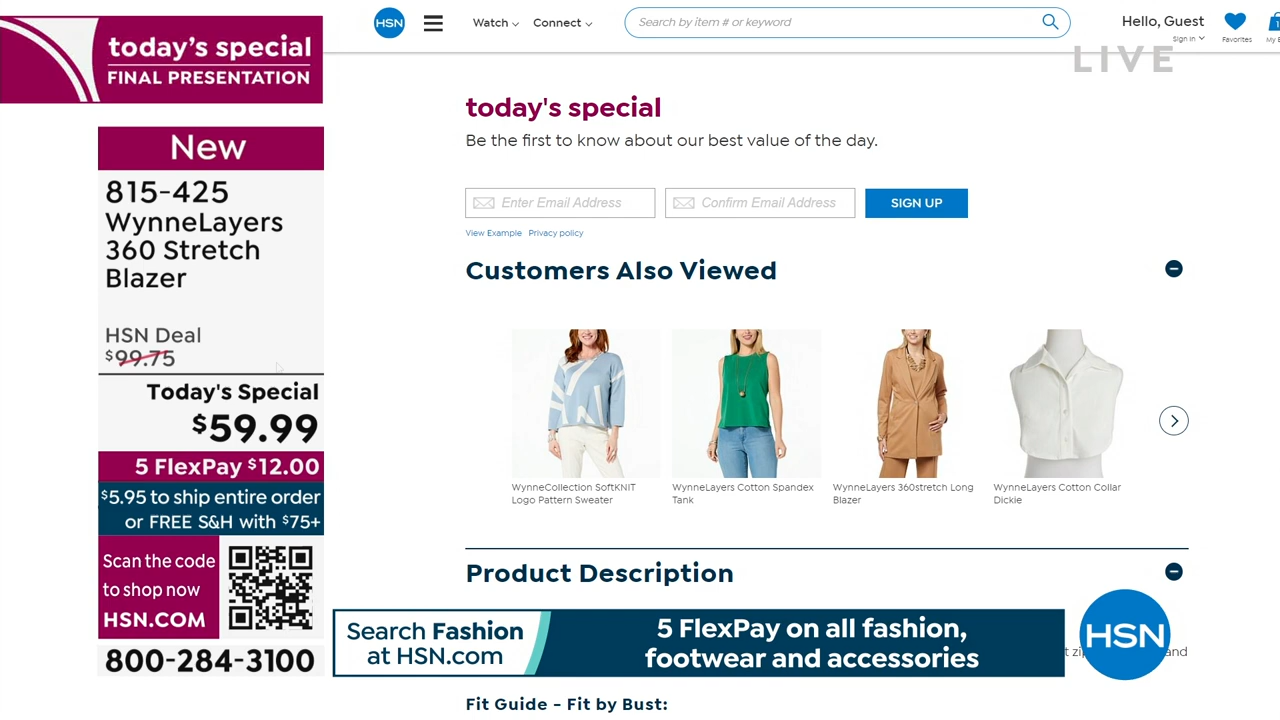 today's special
FINAL PRESENTATION
New
815-425
WynneLayers
360 Stretch
Blazer
HSN Deal
$99.75
Today's Special
$59.99
5 FlexPay $12.00
$5.95 to ship entire order
or FREE S&H with $75+
Scan the code
to shop now
HSN.COM
800-284-3100
HSN
Watch
Connect
Search by item # or keyword
Hello, Guest
Sign In
Favorites
My
LIVE
today's special
Be the first to know about our best value of the day.
Enter Email Address
Confirm Email Address
SIGN UP
View Example
Privacy policy
Customers Also Viewed
WynneCollection SoftKNIT
Logo Pattern Sweater
WynneLayers Cotton Spandex
Tank
WynneLayers 360stretch Long
Blazer
WynneLayers Cotton Collar
Dickie
Product Description
Search Fashion
at HSN.com
5 FlexPay on all fashion,
footwear and accessories
HSN
and
Fit Guide - Fit by Bust: